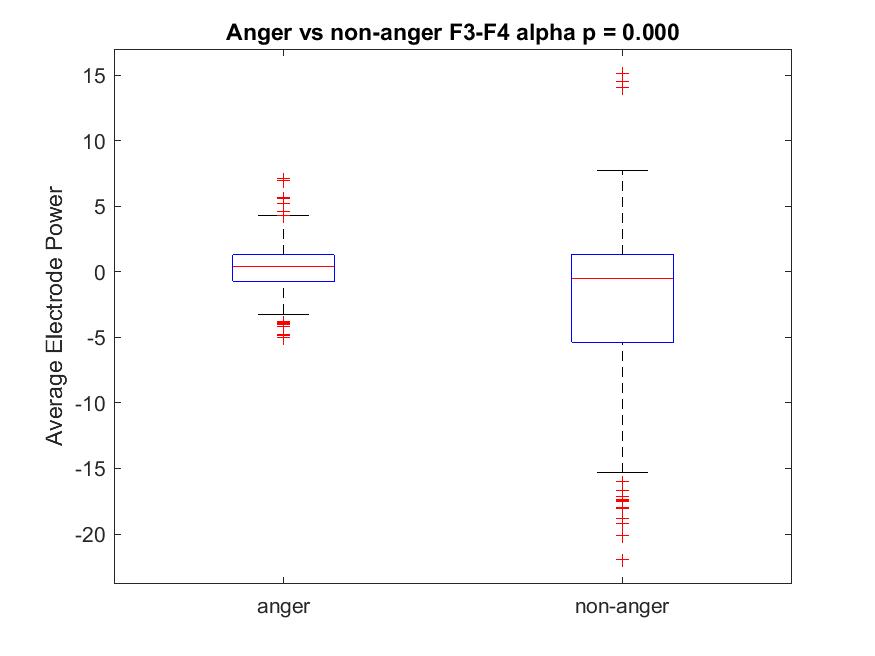 Anger vs non-anger F3-F4 alpha p = 0.000
Average Electrode Power
15
10
5
0
-5
-10
-15
-20
anger
non-anger